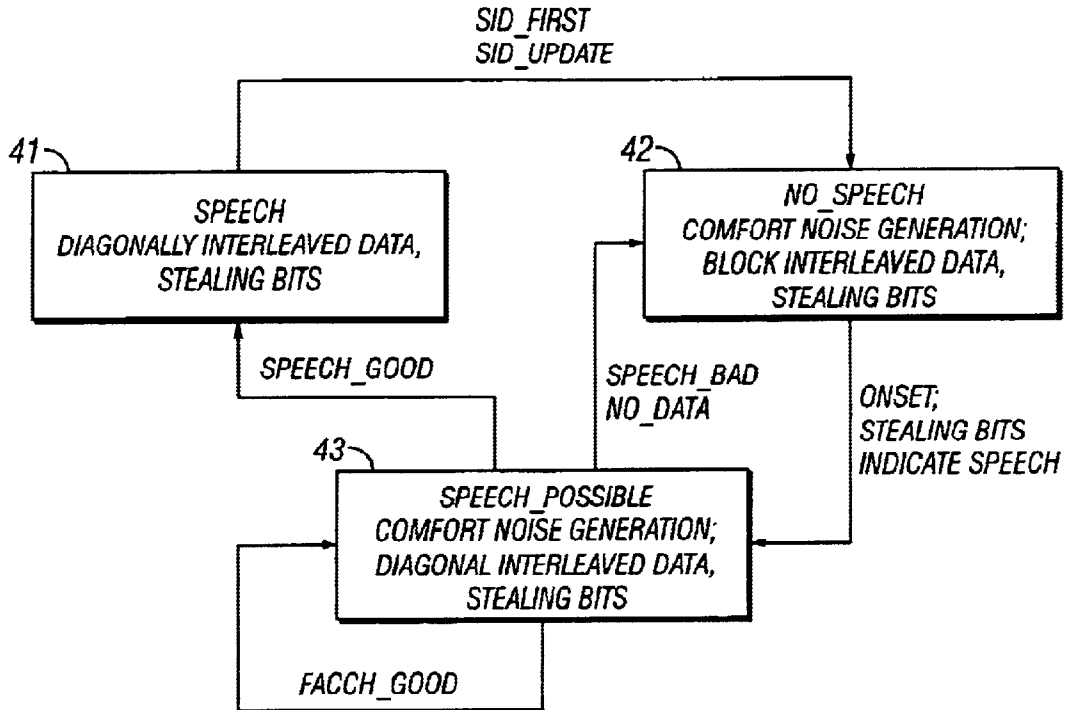 SID_FIRST
SID_UPDATE
41
SPEECH
DIAGONALLY INTERLEAVED DATA,
STEALING BITS
42
NO_SPEECH
COMFORT NOISE GENERATION;
BLOCK INTERLEAVED DATA,
STEALING BITS
SPEECH_GOOD
SPEECH_BAD
NO_DATA
ONSET;
STEALING BITS
INDICATE SPEECH
43
SPEECH_POSSIBLE
COMFORT NOISE GENERATION;
DIAGONAL INTERLEAVED DATA,
STEALING BITS
FACCH_GOOD